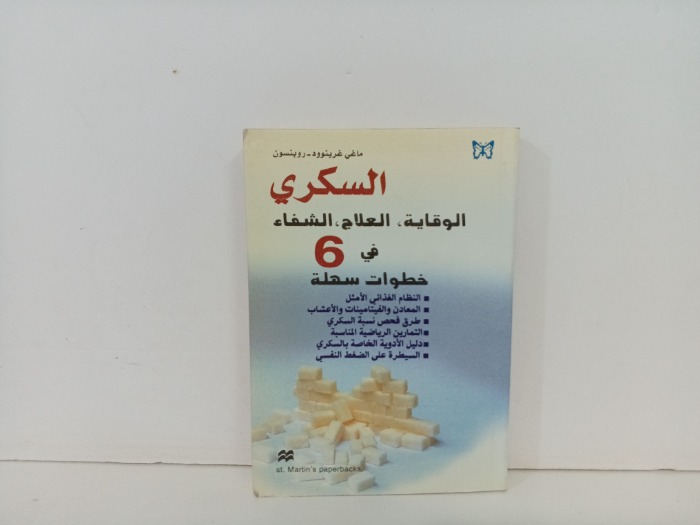 ماغي غرينوود-روبنسون
السكري
الوقاية، العلاج، الشفاء
في 6
خطوات سهلة
▪ النظام الغذائي الأمثل
▪ المعادن والفيتامينات والأعشاب
▪ طرق فحص نسبة السكري
▪ التمارين الرياضية المناسبة
▪ دليل الأدوية الخاصة بالسكري
▪ السيطرة على الضغط النفسي
st. Martin's paperbacks